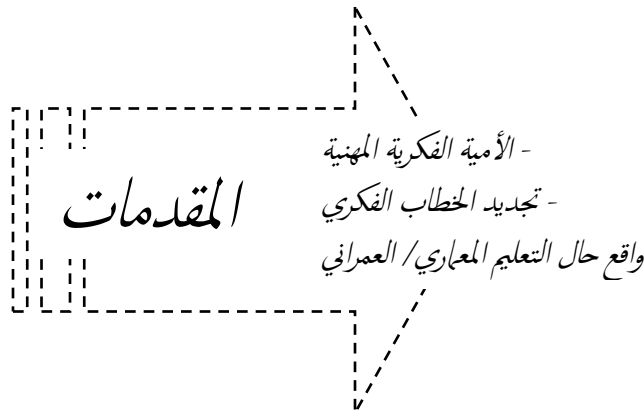 - الأمية الفكرية المهنية
- تجديد الخطاب الفكري
واقع حال التعليم المعماري/ العمراني
المقدمات